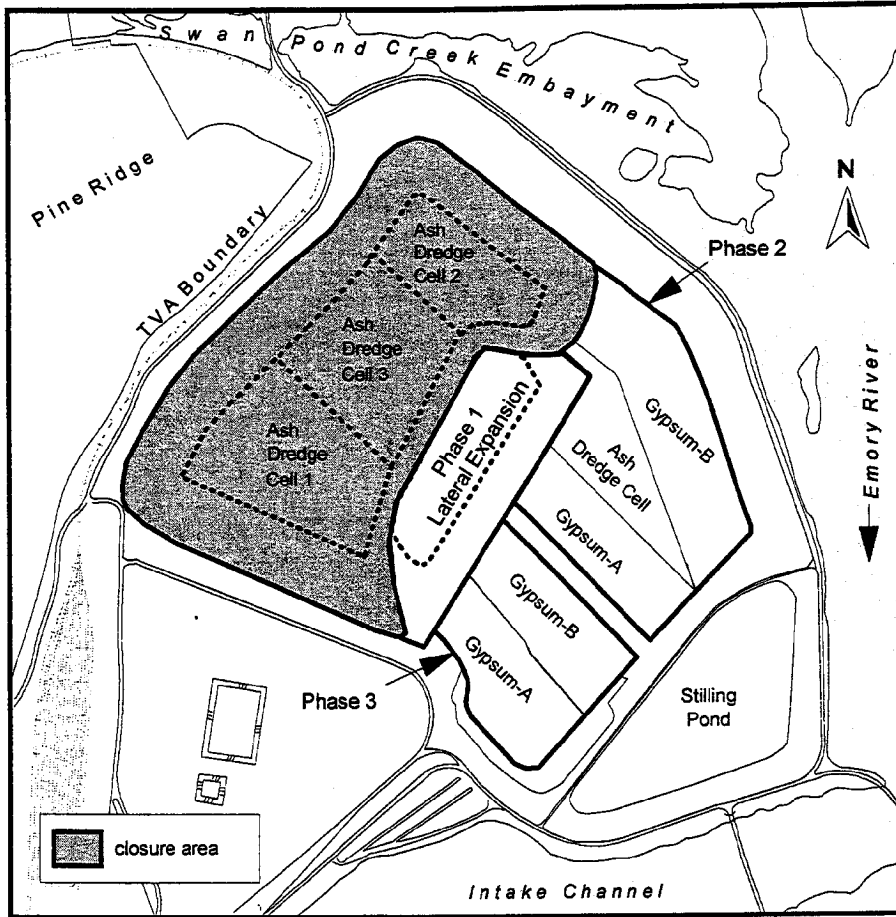 Swan Pond Creek Embayment
Pine Ridge
TVA Boundary
N
Phase 2
Ash
Dredge
Cell 2
Ash
Dredge
Cell 3
Ash
Dredge
Cell 1
Phase 1
Lateral Expansion
Gypsum-B
Ash
Dredge Cell
Gypsum-A
Emory River
Gypsum-B
Gypsum-A
Phase 3
Stilling
Pond
closure area
Intake Channel